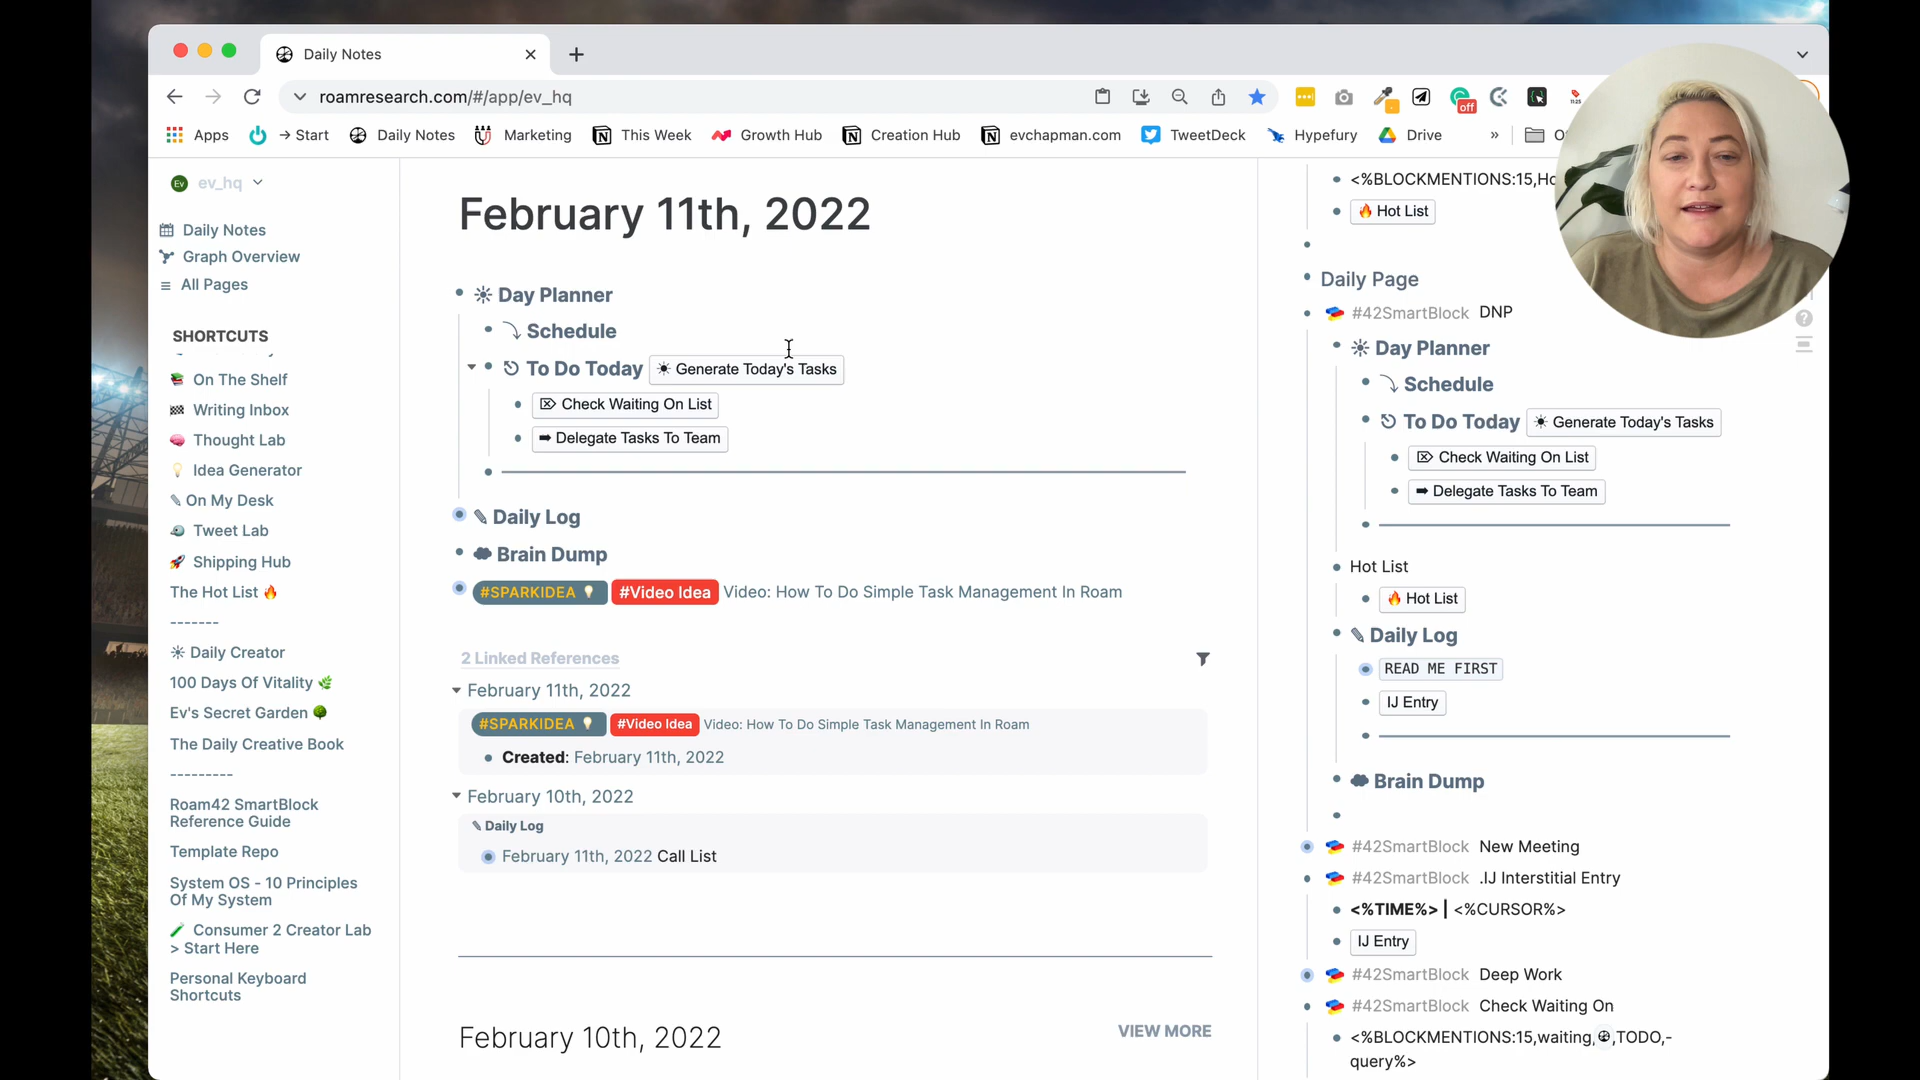 Daily Notes
roamresearch.com/#/app/ev_hq
off
11:25
Apps
→ Start
Daily Notes
Marketing
This Week
Growth Hub
Creation Hub
evchapman.com
TweetDeck
Hypefury
Drive
»
Ev ev_hq
Daily Notes
Graph Overview
All Pages
SHORTCUTS
On The Shelf
Writing Inbox
Thought Lab
Idea Generator
On My Desk
Tweet Lab
Shipping Hub
The Hot List 🔥
-------
☀ Daily Creator
100 Days Of Vitality 🌿
Ev's Secret Garden 🌳
The Daily Creative Book
---------
Roam42 SmartBlock
Reference Guide
Template Repo
System OS - 10 Principles
Of My System
Consumer 2 Creator Lab
> Start Here
Personal Keyboard
Shortcuts
February 11th, 2022
☀ Day Planner
Schedule
To Do Today ☀ Generate Today's Tasks
⌦ Check Waiting On List
➡ Delegate Tasks To Team
✎ Daily Log
Brain Dump
#SPARKIDEA 💡 #Video Idea Video: How To Do Simple Task Management In Roam
2 Linked References
February 11th, 2022
#SPARKIDEA 💡 #Video Idea Video: How To Do Simple Task Management In Roam
Created: February 11th, 2022
February 10th, 2022
✎ Daily Log
February 11th, 2022 Call List
February 10th, 2022
VIEW MORE
<%BLOCKMENTIONS:15,Ho
🔥 Hot List
Daily Page
#42SmartBlock DNP
☀ Day Planner
Schedule
To Do Today ☀ Generate Today's Tasks
⌦ Check Waiting On List
➡ Delegate Tasks To Team
Hot List
🔥 Hot List
✎ Daily Log
READ ME FIRST
IJ Entry
Brain Dump
#42SmartBlock New Meeting
#42SmartBlock .IJ Interstitial Entry
<%TIME%> | <%CURSOR%>
IJ Entry
#42SmartBlock Deep Work
#42SmartBlock Check Waiting On
<%BLOCKMENTIONS:15,waiting,,TODO,-
query%>